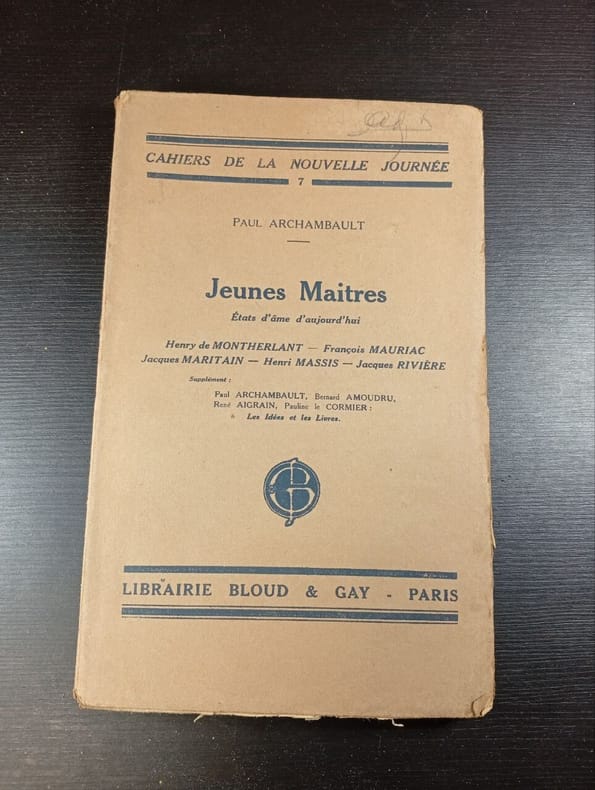 CAHIERS DE LA NOUVELLE JOURNÉE
7
PAUL ARCHAMBAULT
Jeunes Maitres
États d'âme d'aujourd'hui
Henry de MONTHERLANT — François MAURIAC
Jacques MARITAIN — Henri MASSIS — Jacques RIVIÈRE
Supplément :
Paul ARCHAMBAULT, Bernard AMOUDRU,
René AIGRAIN, Pauline le CORMIER :
Les Idées et les Livres.
LIBRAIRIE BLOUD & GAY - PARIS